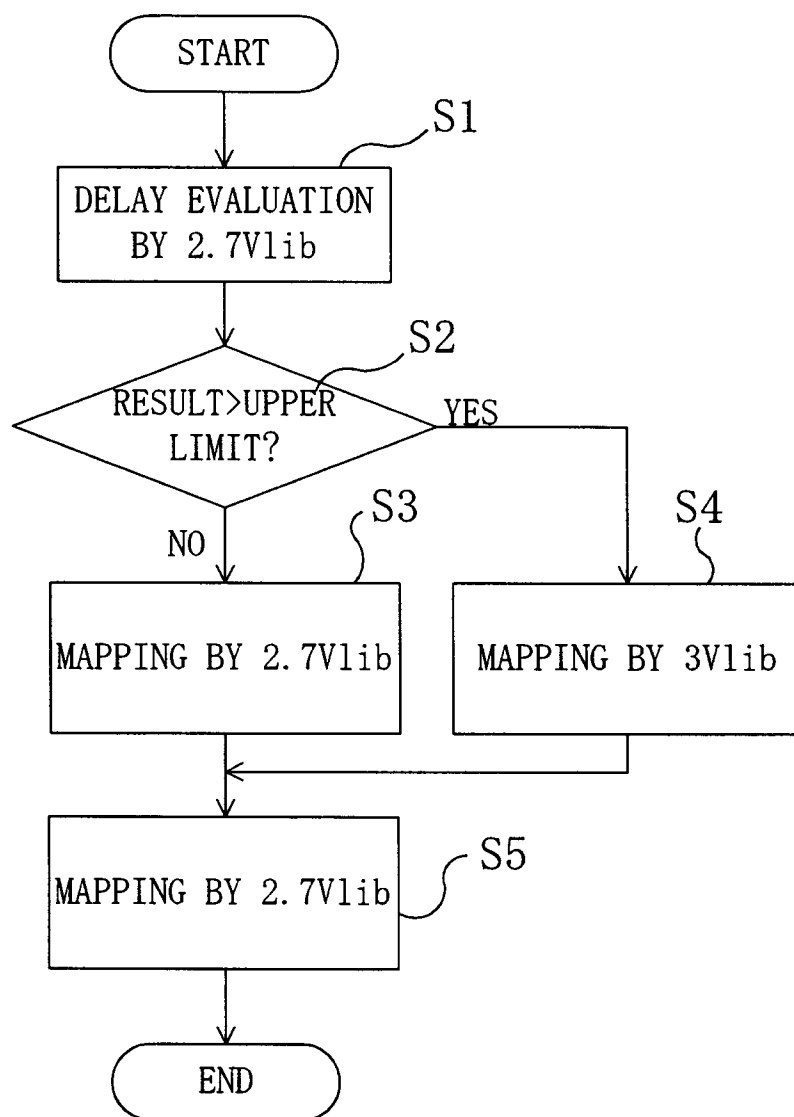 START
S1
DELAY EVALUATION
BY 2.7Vlib
S2
RESULT>UPPER
LIMIT?
YES
NO
S3
S4
MAPPING BY 2.7Vlib
MAPPING BY 3Vlib
MAPPING BY 2.7Vlib
S5
END